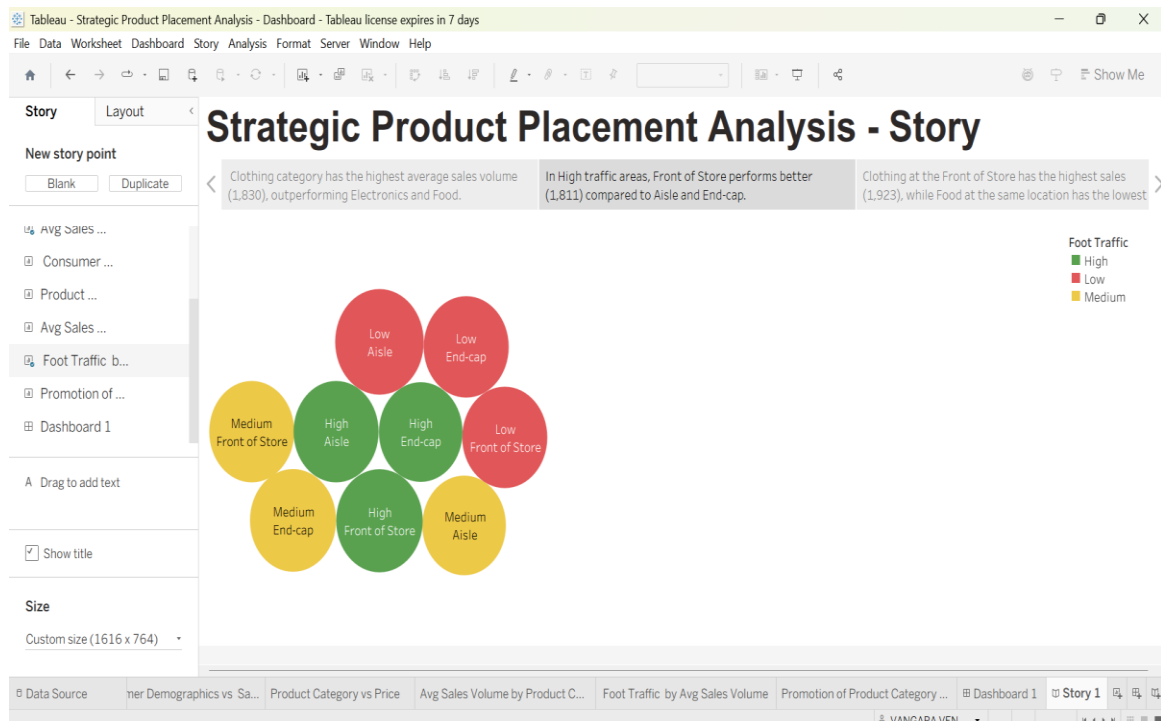 Tableau - Strategic Product Placement Analysis - Dashboard - Tableau license expires in 7 days
File Data Worksheet Dashboard Story Analysis Format Server Window Help
Show Me
Story Layout
Strategic Product Placement Analysis - Story
New story point
Blank Duplicate
Clothing category has the highest average sales volume
(1,830), outperforming Electronics and Food.
In High traffic areas, Front of Store performs better
(1,811) compared to Aisle and End-cap.
Clothing at the Front of Store has the highest sales
(1,923), while Food at the same location has the lowest
Avg Sales ...
Consumer ...
Product ...
Avg Sales ...
Foot Traffic b...
Promotion of ...
Dashboard 1
A Drag to add text
Show title
Size
Custom size (1616 x 764)
Foot Traffic
High
Low
Medium
Low
Aisle
Low
End-cap
Medium
Front of Store
High
Aisle
High
End-cap
Low
Front of Store
Medium
End-cap
High
Front of Store
Medium
Aisle
Data Source mer Demographics vs Sa... Product Category vs Price Avg Sales Volume by Product C... Foot Traffic by Avg Sales Volume Promotion of Product Category ... Dashboard 1 Story 1
VANGARA VEN